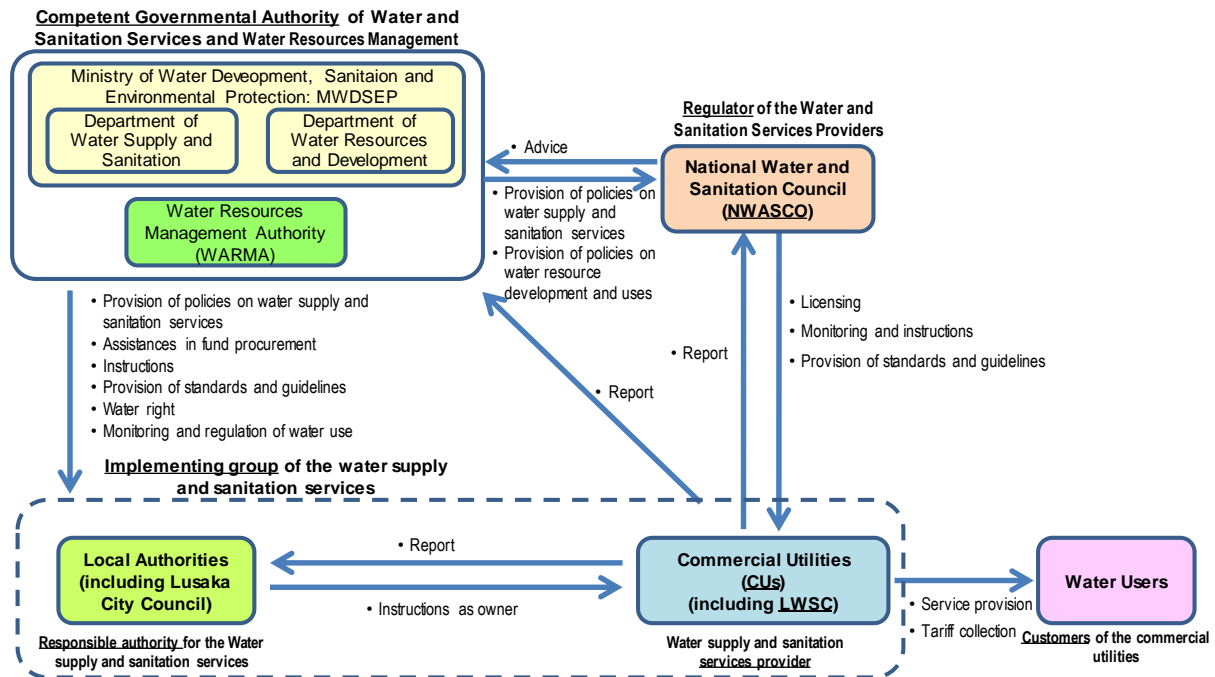 Competent Governmental Authority of Water and
Sanitation Services and Water Resources Management
Ministry of Water Deveopment, Sanitaion and
Environmental Protection: MWDSEP
Department of
Water Supply and
Sanitation
Department of
Water Resources
and Development
Water Resources
Management Authority
(WARMA)
Regulator of the Water and
Sanitation Services Providers
National Water and
Sanitation Council
(NWASCO)
• Advice
• Provision of policies on
water supply and
sanitation services
• Provision of policies on
water resource
development and uses
• Provision of policies on water supply and
sanitation services
• Assistances in fund procurement
• Instructions
• Provision of standards and guidelines
• Water right
• Monitoring and regulation of water use
• Report
• Report
• Licensing
• Monitoring and instructions
• Provision of standards and guidelines
Implementing group of the water supply
and sanitation services
Local Authorities
(including Lusaka
City Council)
Responsible authority for the Water
supply and sanitation services
• Report
• Instructions as owner
Commercial Utilities
(CUs)
(including LWSC)
Water supply and sanitation
services provider
• Service provision
• Tariff collection
Water Users
Customers of the commercial
utilities